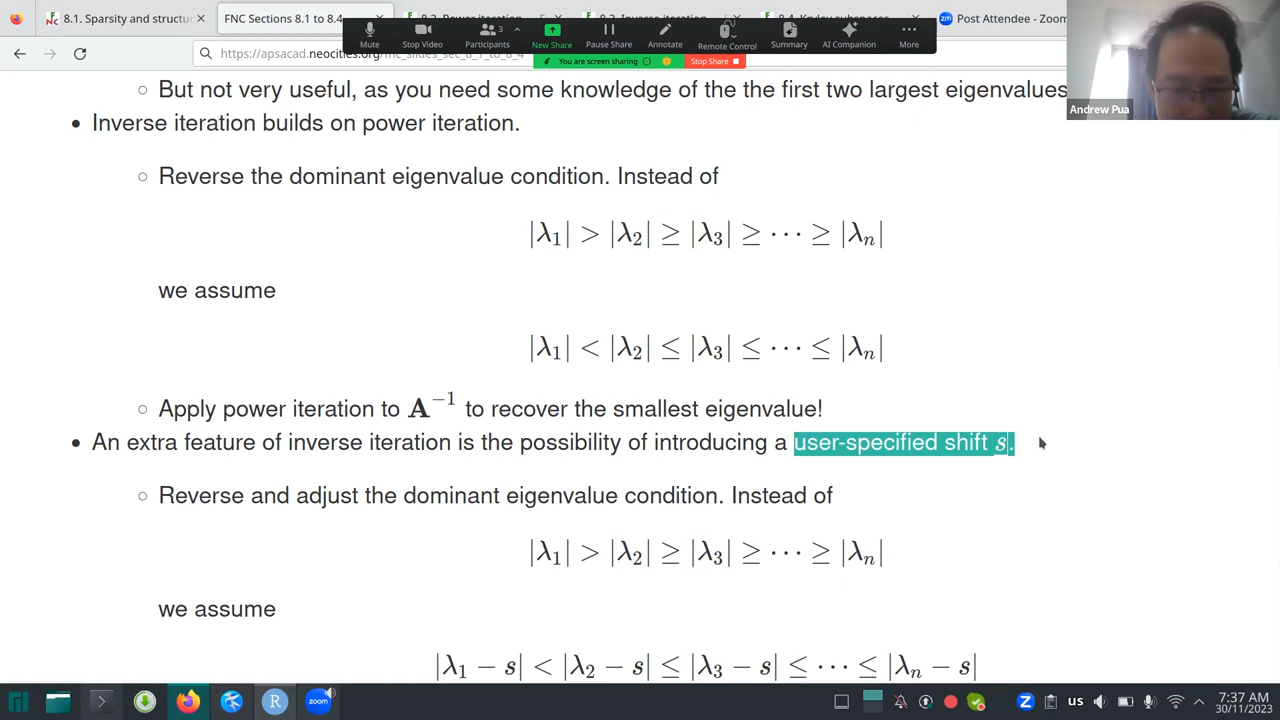 8.1. Sparsity and structur
FNC Sections 8.1 to 8.4
Post Attendee - Zoom
https://apsacad.neocities.org/fnc_slides_sec_8_1_to_8_4
Mute
Stop Video
Participants
3
New Share
Pause Share
Annotate
Remote Control
Summary
AI Companion
More
You are screen sharing
Stop Share
Andrew Pua
But not very useful, as you need some knowledge of the the first two largest eigenvalues
Inverse iteration builds on power iteration.
Reverse the dominant eigenvalue condition. Instead of
|λ₁| > |λ₂| ≥ |λ₃| ≥ ⋯ ≥ |λₙ|
we assume
|λ₁| < |λ₂| ≤ |λ₃| ≤ ⋯ ≤ |λₙ|
Apply power iteration to A⁻¹ to recover the smallest eigenvalue!
An extra feature of inverse iteration is the possibility of introducing a user-specified shift s.
Reverse and adjust the dominant eigenvalue condition. Instead of
|λ₁| > |λ₂| ≥ |λ₃| ≥ ⋯ ≥ |λₙ|
we assume
|λ₁ − s| < |λ₂ − s| ≤ |λ₃ − s| ≤ ⋯ ≤ |λₙ − s|
us
7:37 AM
30/11/2023